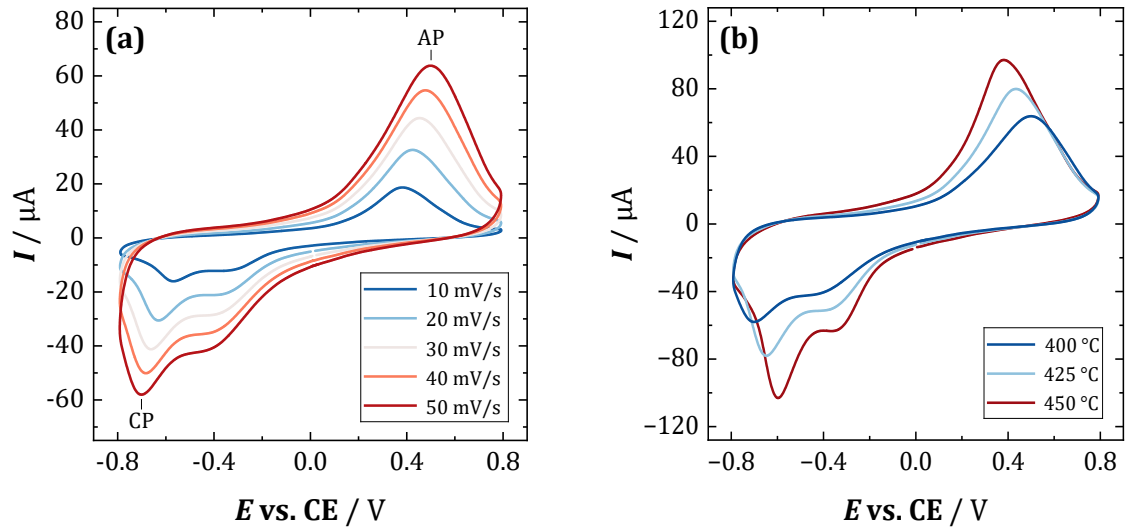 (a)
AP
CP
80
60
40
20
0
-20
-40
-60
I / μA
-0.8 -0.4 0.0 0.4 0.8
E vs. CE / V
10 mV/s
20 mV/s
30 mV/s
40 mV/s
50 mV/s
(b)
120
80
40
0
−40
−80
−120
I / μA
−0.8 −0.4 0.0 0.4 0.8
E vs. CE / V
400 °C
425 °C
450 °C